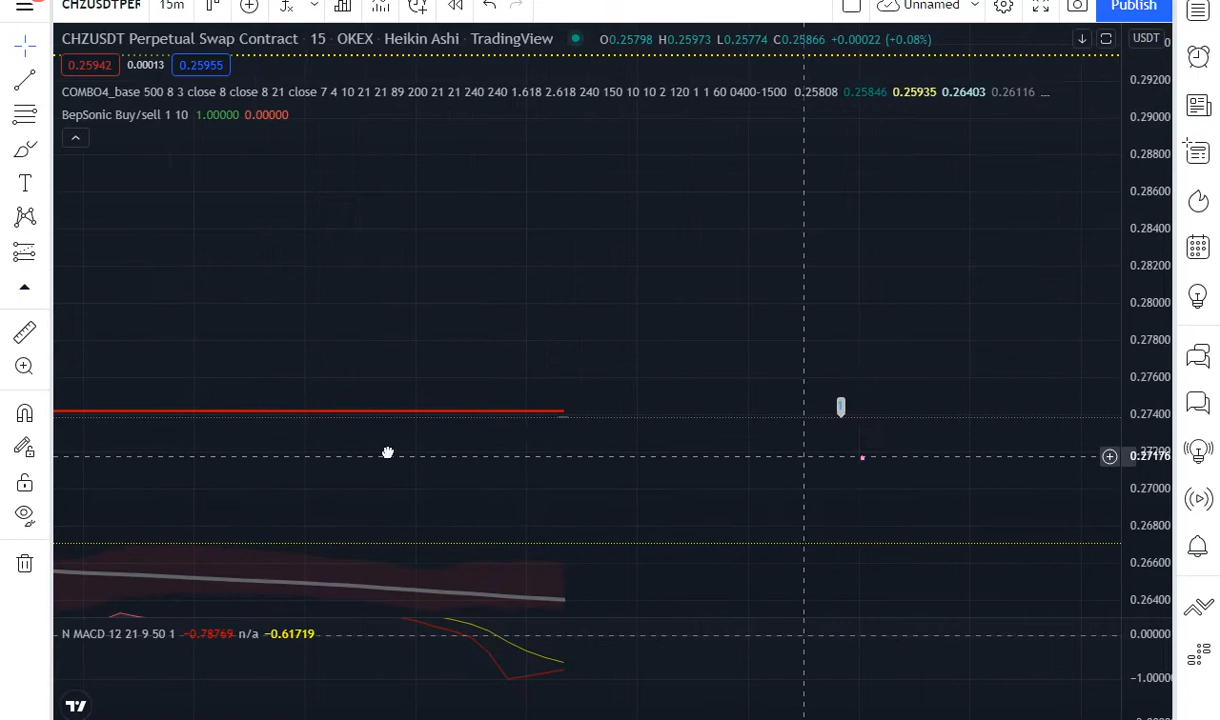 CHZUSDTPER 15m Unnamed Publish
CHZUSDT Perpetual Swap Contract · 15 · OKEX · Heikin Ashi · TradingView O0.25798 H0.25973 L0.25774 C0.25866 +0.00022 (+0.08%) USDT
0.25942 0.00013 0.25955
0.29200
COMBO4_base 500 8 3 close 8 close 8 21 close 7 4 10 21 21 89 200 21 21 240 240 1.618 2.618 240 150 10 10 2 120 1 1 60 0400-1500 0.25808 0.25846 0.25935 0.26403 0.26116 ...
BepSonic Buy/sell 1 10 1.00000 0.00000
0.29000
0.28800
0.28600
0.28400
0.28200
0.28000
0.27800
0.27600
0.27400
0.27176
0.27000
0.26800
0.26600
0.26400
N MACD 12 21 9 50 1 -0.78769 n/a -0.61719
0.00000
-1.0000